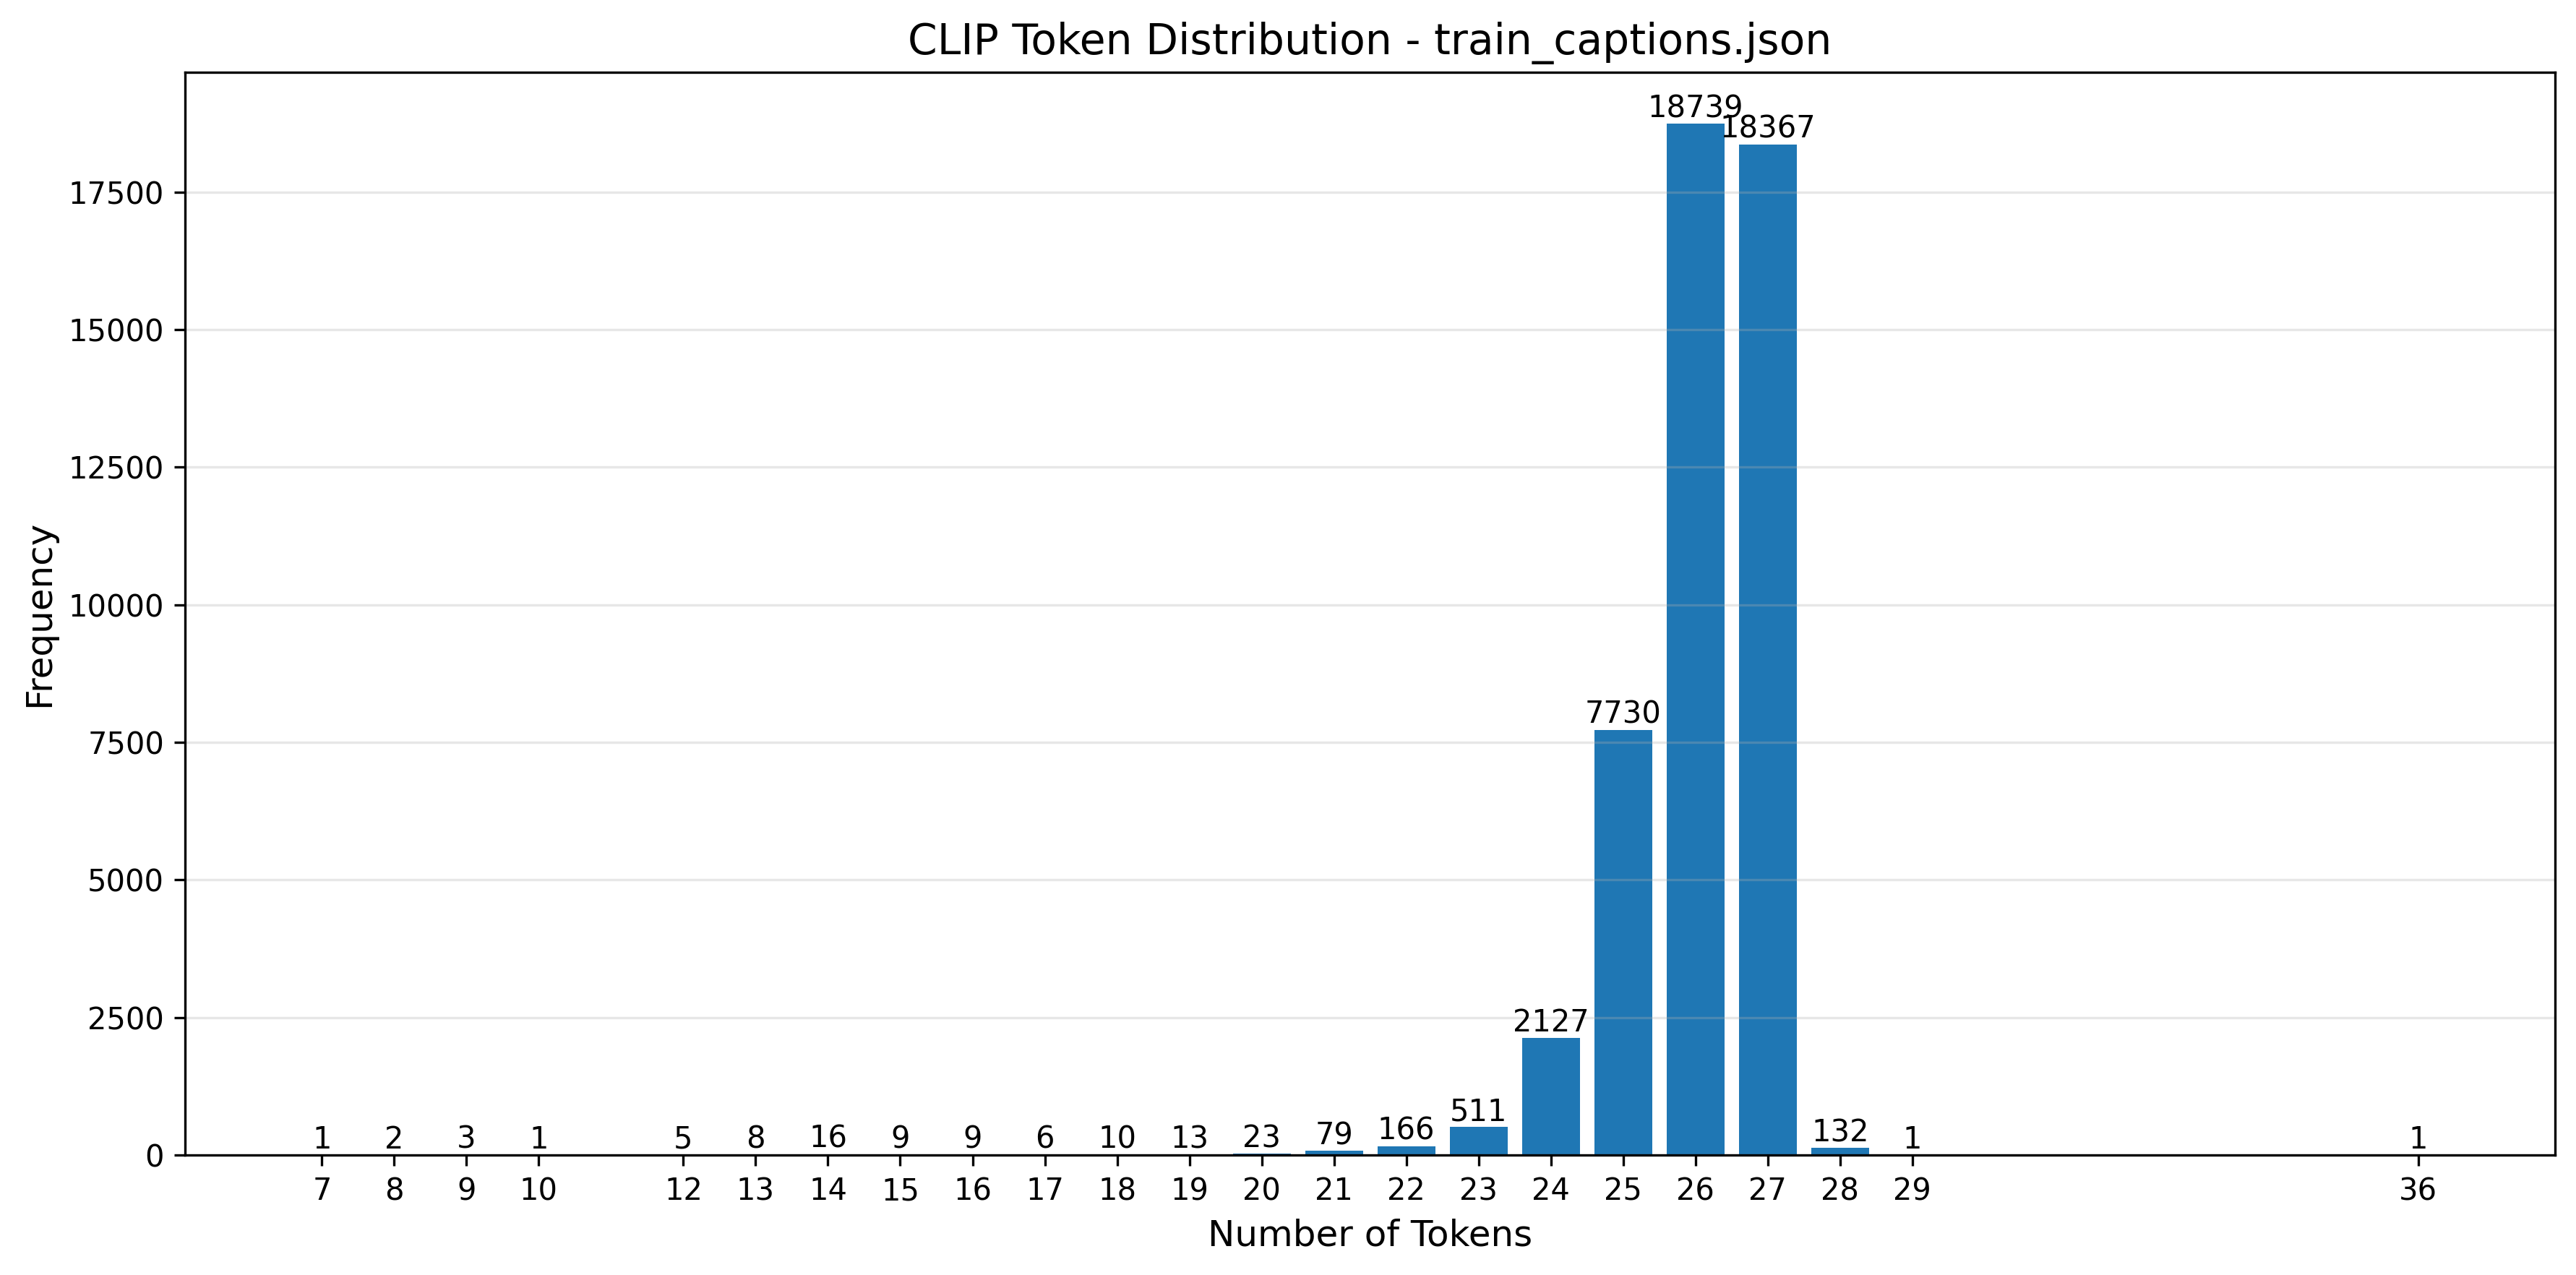 CLIP Token Distribution - train_captions.json
18739
18367
17500
15000
12500
10000
7730
7500
5000
2500
2127
1 2 3 1 5 8 16 9 9 6 10 13 23 79 166 511 132 1 1
0
7 8 9 10 12 13 14 15 16 17 18 19 20 21 22 23 24 25 26 27 28 29 36
Number of Tokens
Frequency